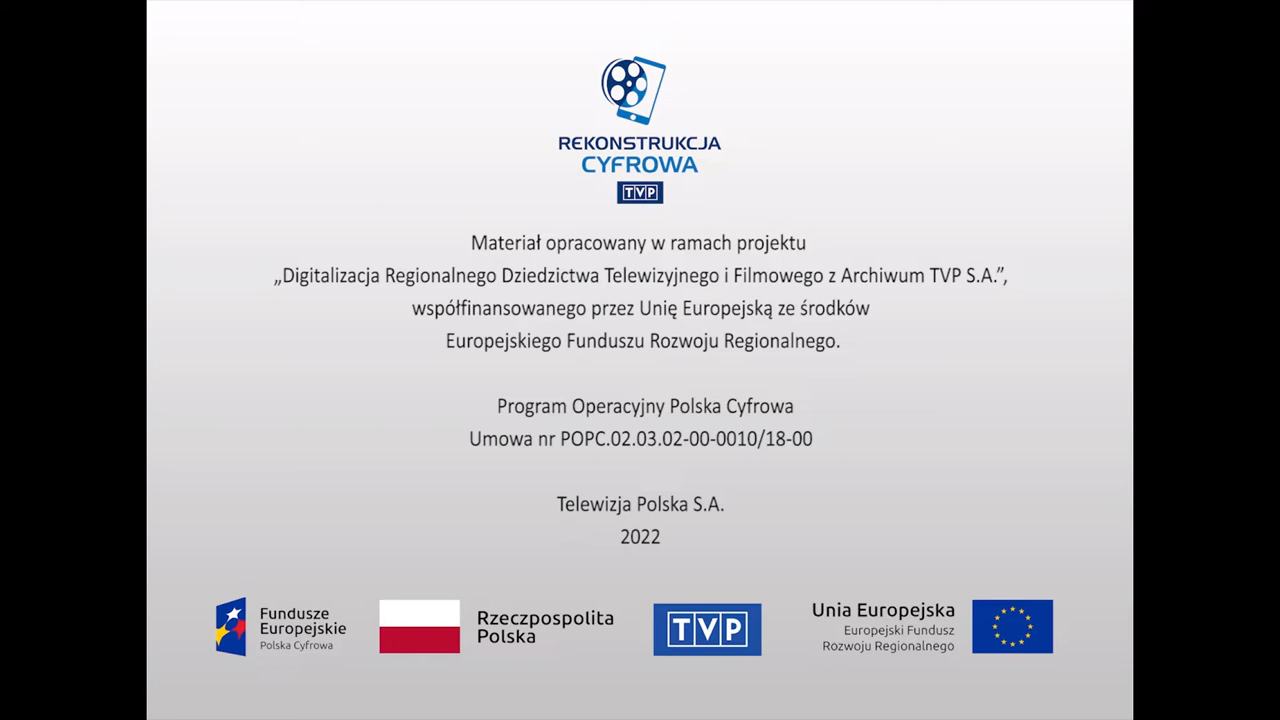 REKONSTRUKCJA
CYFROWA
TVP
Materiał opracowany w ramach projektu
„Digitalizacja Regionalnego Dziedzictwa Telewizyjnego i Filmowego z Archiwum TVP S.A.”,
współfinansowanego przez Unię Europejską ze środków
Europejskiego Funduszu Rozwoju Regionalnego.
Program Operacyjny Polska Cyfrowa
Umowa nr POPC.02.03.02-00-0010/18-00
Telewizja Polska S.A.
2022
Fundusze
Europejskie
Polska Cyfrowa
Rzeczpospolita
Polska
TVP
Unia Europejska
Europejski Fundusz
Rozwoju Regionalnego